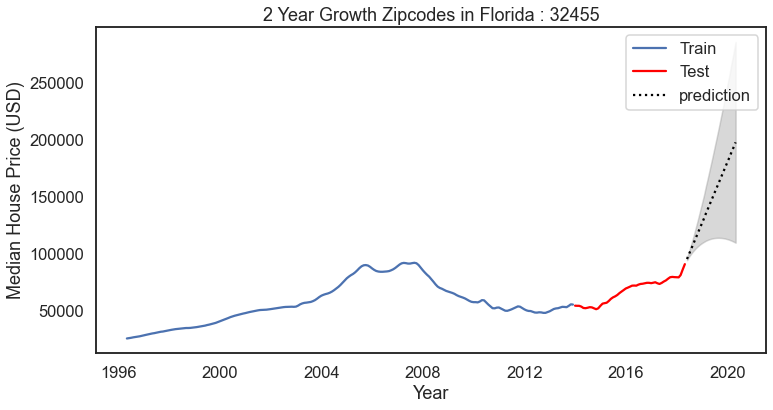 2 Year Growth Zipcodes in Florida : 32455
Train
Test
prediction
Median House Price (USD)
250000
200000
150000
100000
50000
1996
2000
2004
2008
2012
2016
2020
Year